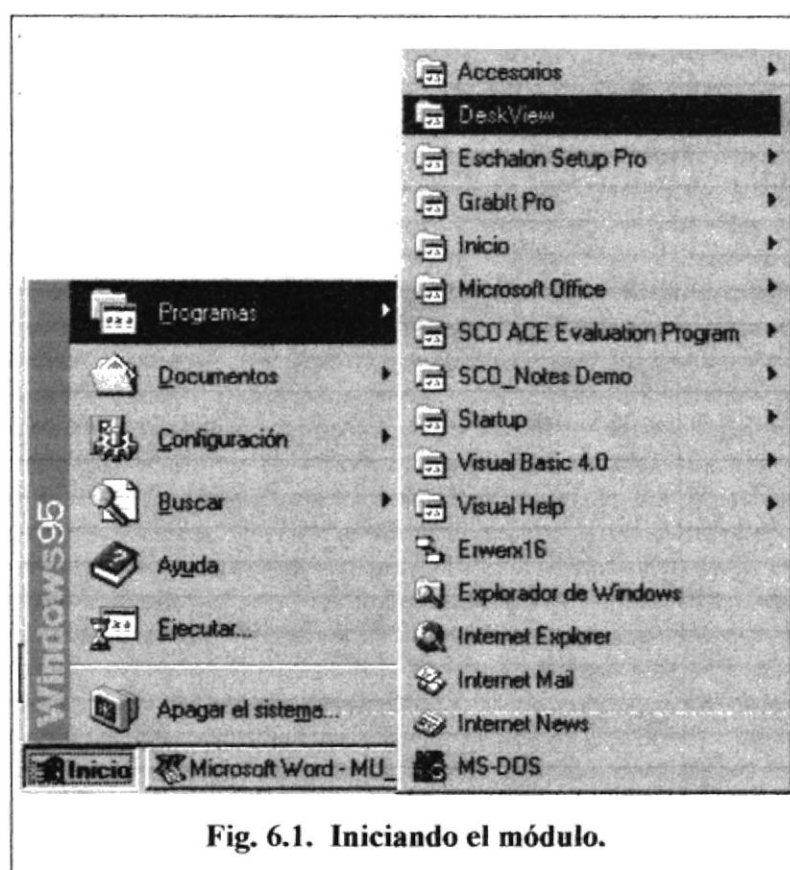 Accesorios
DeskView
Eschalon Setup Pro
GrabIt Pro
Inicio
Microsoft Office
SCO ACE Evaluation Program
SCO_Notes Demo
Startup
Visual Basic 4.0
Visual Help
Erwerx16
Explorador de Windows
Internet Explorer
Internet Mail
Internet News
MS-DOS
Programas
Documentos
Configuración
Buscar
Ayuda
Ejecutar...
Apagar el sistema...
Windows95
Inicio
Microsoft Word - MU_
Fig. 6.1. Iniciando el módulo.